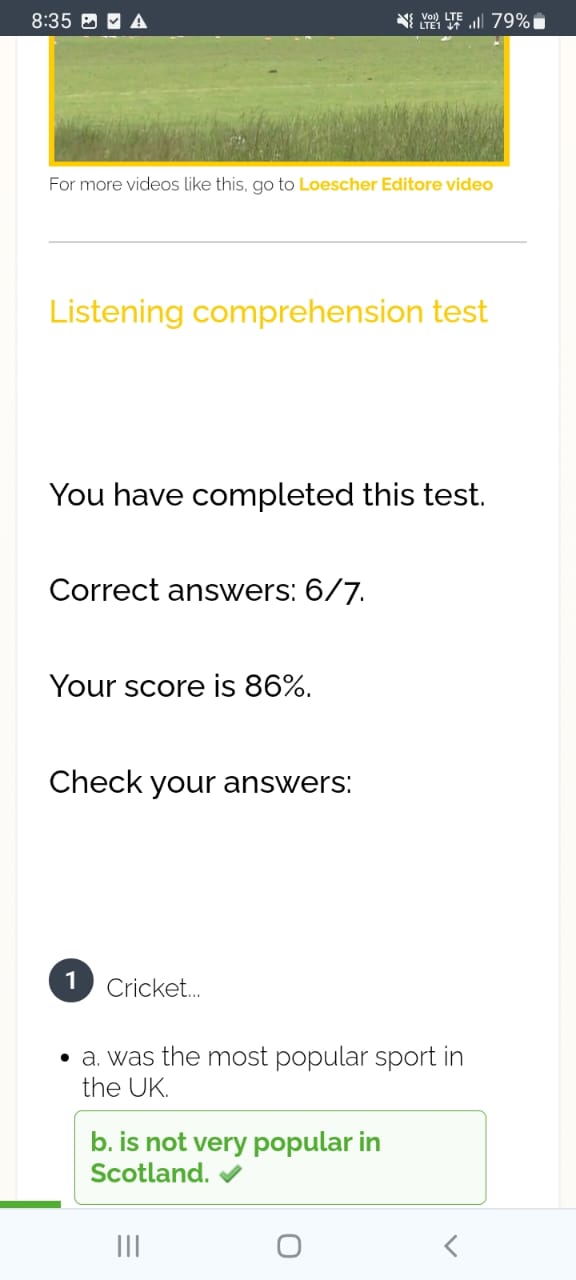 8:35
Vo)) LTE
LTE1
79%
For more videos like this, go to Loescher Editore video
Listening comprehension test
You have completed this test.
Correct answers: 6/7.
Your score is 86%.
Check your answers:
1 Cricket...
• a. was the most popular sport in
the UK.
b. is not very popular in
Scotland.